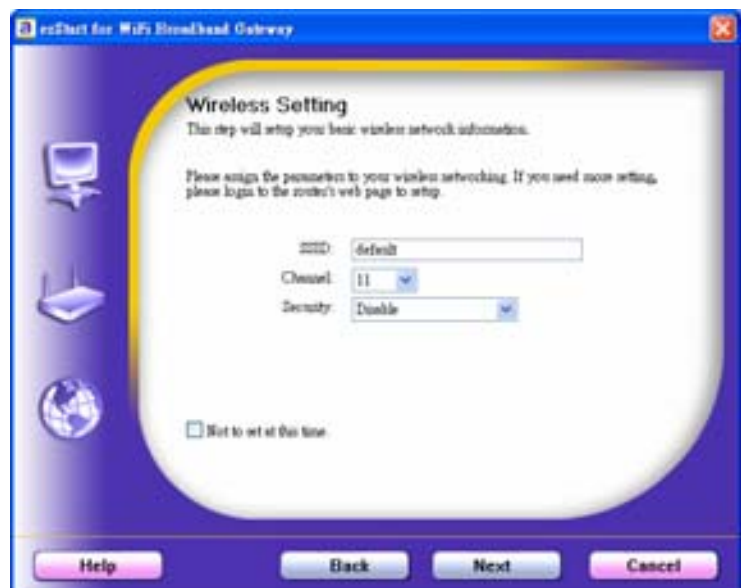 ezStart for WiFi Broadband Gateway
Wireless Setting
This step will setup your basic wireless network information.
Please assign the parameters to your wireless networking. If you need more setting,
please login to the router's web page to setup.
SSID: default
Channel: 11
Security: Disable
Not to set at this time.
Help Back Next Cancel